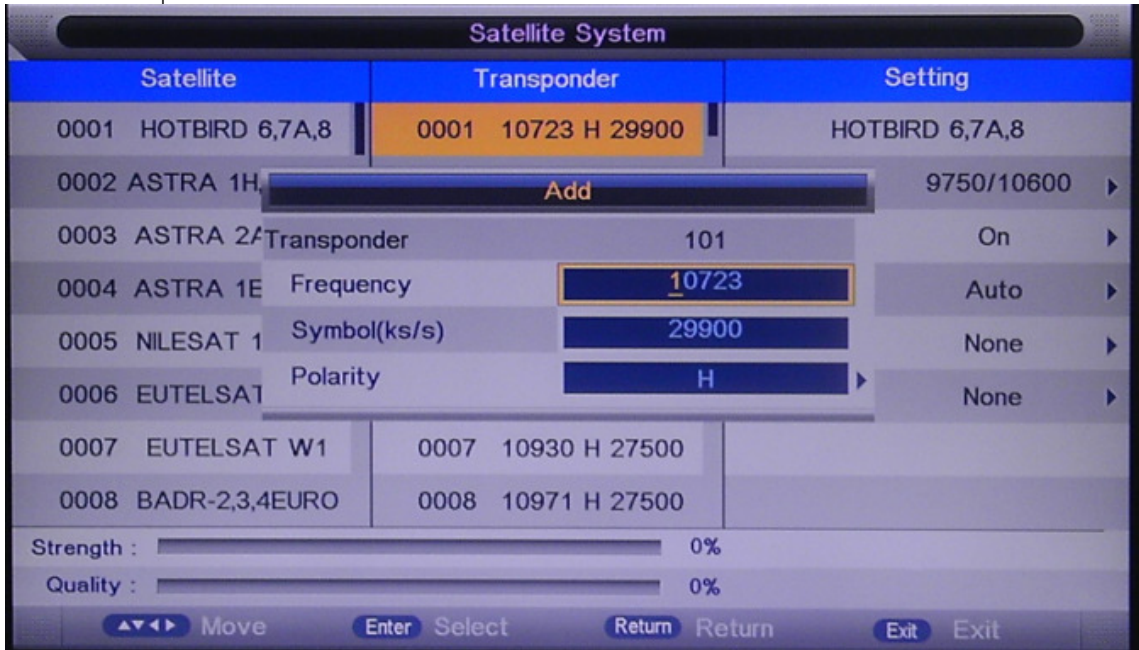 Satellite System
Satellite Transponder Setting
0001 HOTBIRD 6,7A,8 0001 10723 H 29900 HOTBIRD 6,7A,8
0002 ASTRA 1H Add 9750/10600
0003 ASTRA 2A Transponder 101 On
0004 ASTRA 1E Frequency 10723 Auto
0005 NILESAT 1 Symbol(ks/s) 29900 None
0006 EUTELSAT Polarity H None
0007 EUTELSAT W1 0007 10930 H 27500
0008 BADR-2,3,4EURO 0008 10971 H 27500
Strength : 0%
Quality : 0%
Move Enter Select Return Return Exit Exit